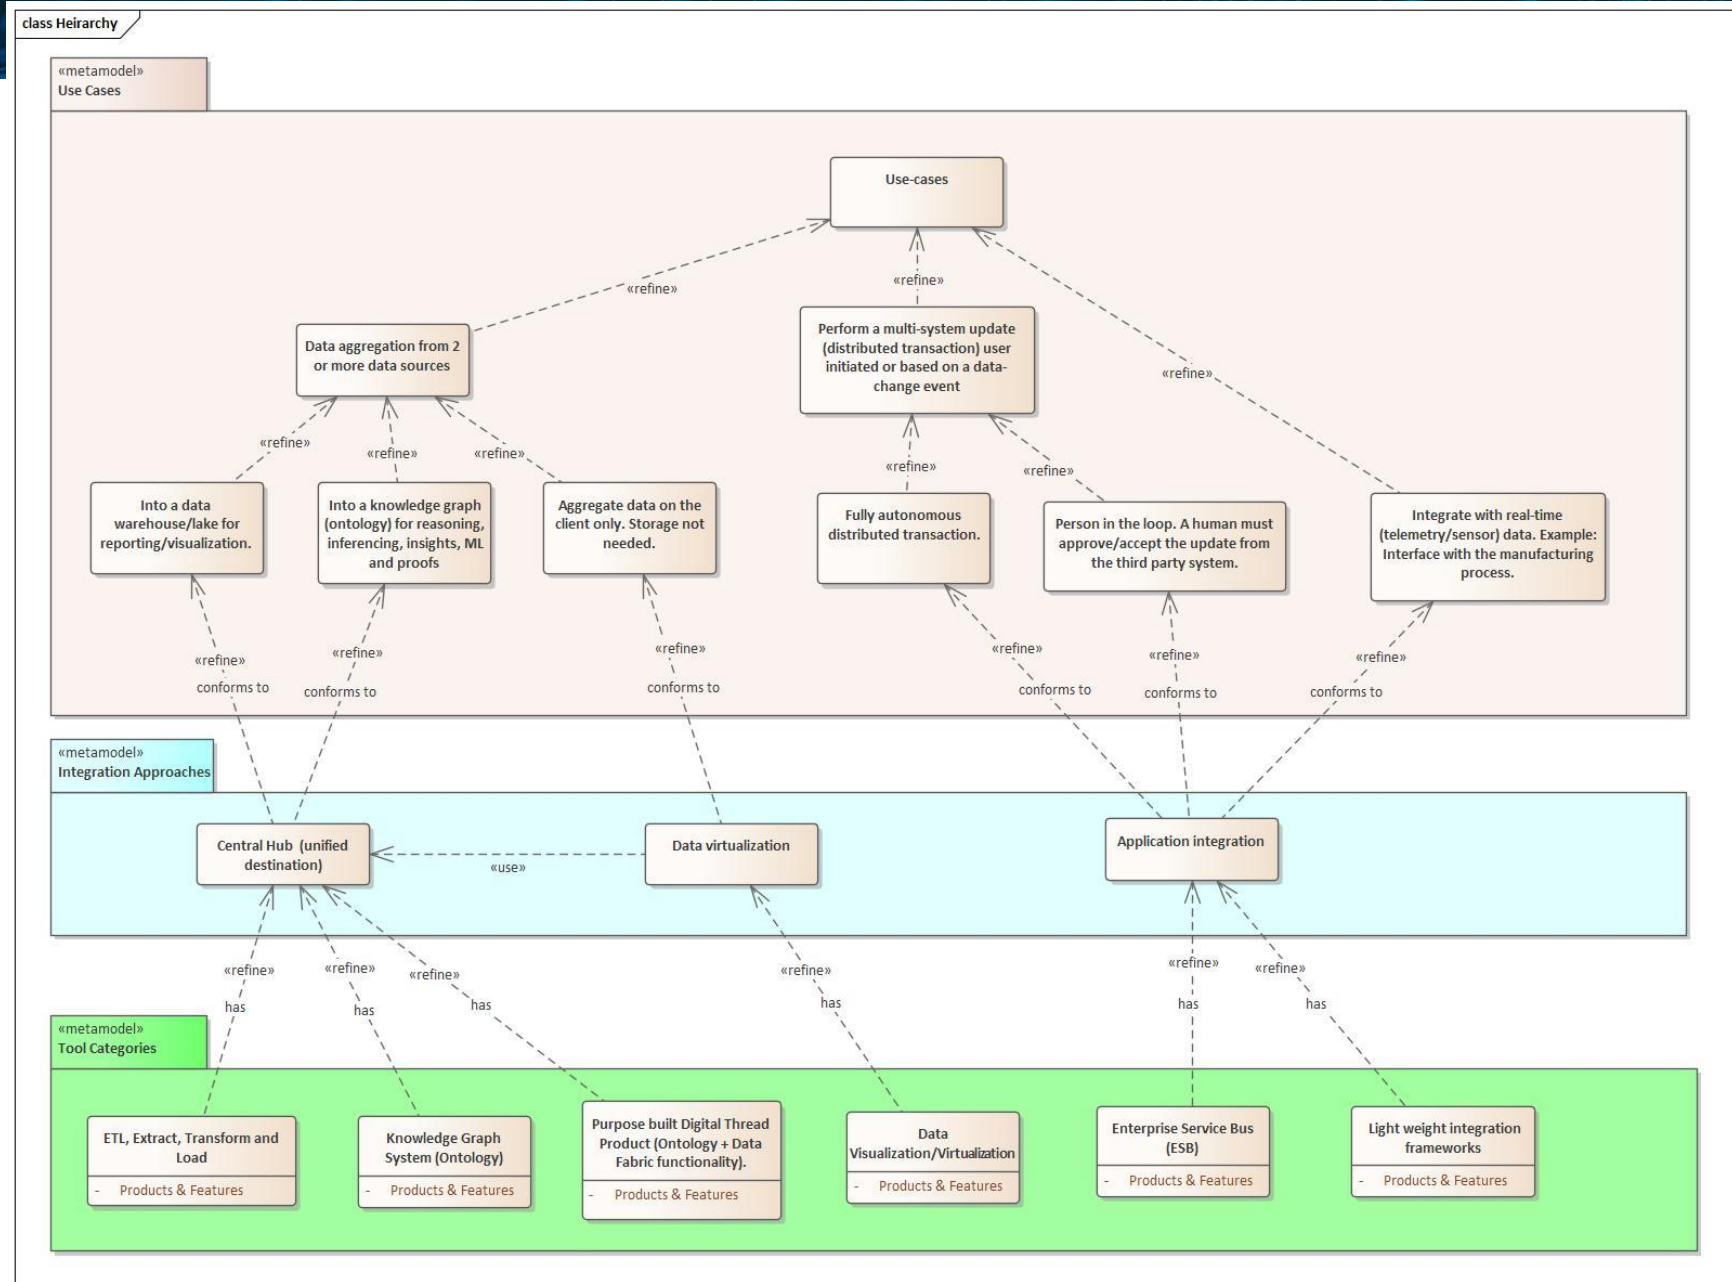 class Heirarchy
«metamodel»
Use Cases
Use-cases
«refine»
«refine»
«refine»
Data aggregation from 2
or more data sources
Perform a multi-system update
(distributed transaction) user
initiated or based on a data-
change event
«refine»
«refine»
«refine»
«refine»
«refine»
Into a data
warehouse/lake for
reporting/visualization.
Into a knowledge graph
(ontology) for reasoning,
inferencing, insights, ML
and proofs
Aggregate data on the
client only. Storage not
needed.
Fully autonomous
distributed transaction.
Person in the loop. A human must
approve/accept the update from
the third party system.
Integrate with real-time
(telemetry/sensor) data. Example:
Interface with the manufacturing
process.
«refine»
conforms to
«refine»
conforms to
«refine»
conforms to
«refine»
conforms to
«refine»
conforms to
«refine»
conforms to
«metamodel»
Integration Approaches
Central Hub (unified
destination)
«use»
Data virtualization
Application integration
«refine»
has
«refine»
has
«refine»
has
«refine»
has
«refine»
has
«refine»
has
«metamodel»
Tool Categories
ETL, Extract, Transform and
Load
- Products & Features
Knowledge Graph
System (Ontology)
- Products & Features
Purpose built Digital Thread
Product (Ontology + Data
Fabric functionality).
- Products & Features
Data
Visualization/Virtualization
- Products & Features
Enterprise Service Bus
(ESB)
- Products & Features
Light weight integration
frameworks
- Products & Features